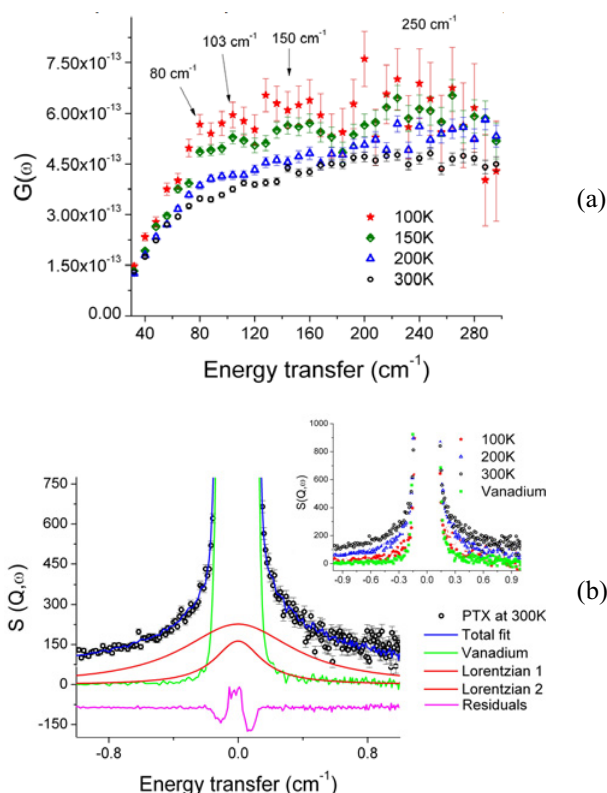 80 cm⁻¹
103 cm⁻¹
150 cm⁻¹
250 cm⁻¹
7.50x10⁻¹³
6.00x10⁻¹³
4.50x10⁻¹³
3.00x10⁻¹³
1.50x10⁻¹³
0.00
G(ω)
100K
150K
200K
300K
40 80 120 160 200 240 280
Energy transfer (cm⁻¹)
(a)
1000
800
600
400
200
0
S(Q,ω)
100K
200K
300K
Vanadium
-0.9 -0.6 -0.3 0.0 0.3 0.6 0.9
750
600
450
300
150
0
-150
S (Q,ω)
PTX at 300K
Total fit
Vanadium
Lorentzian 1
Lorentzian 2
Residuals
-0.8 0.0 0.8
Energy transfer (cm⁻¹)
(b)